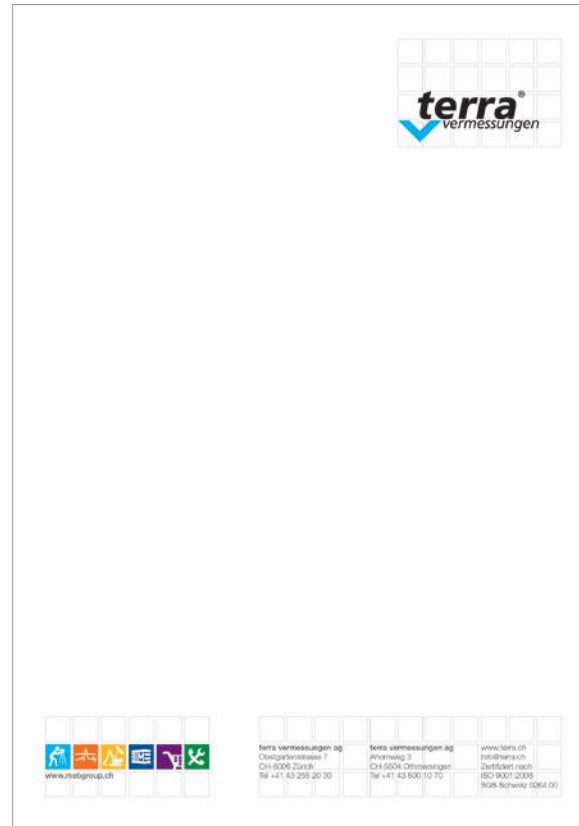 terra®
vermessungen
www.mebgroup.ch
terra vermessungen ag
Obstgartenstrasse 7
CH-8006 Zürich
Tel +41 43 255 20 30
terra vermessungen ag
Ahornweg 3
CH-5504 Othmarsingen
Tel +41 43 500 10 70
www.terra.ch
info@terra.ch
Zertifiziert nach
ISO 9001:2008
SGS Schweiz 0264.00